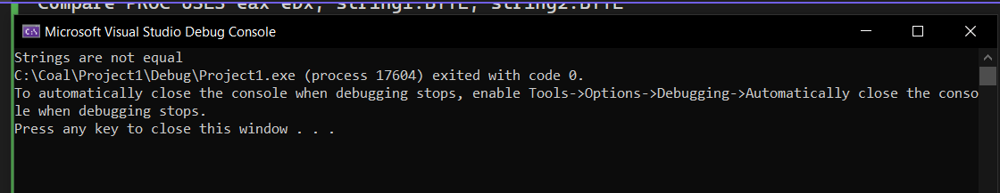 Compare PROC USES eax edx, string1:BYTE, string2:BYTE
Microsoft Visual Studio Debug Console
Strings are not equal
C:\Coal\Project1\Debug\Project1.exe (process 17604) exited with code 0.
To automatically close the console when debugging stops, enable Tools->Options->Debugging->Automatically close the conso
le when debugging stops.
Press any key to close this window . . .